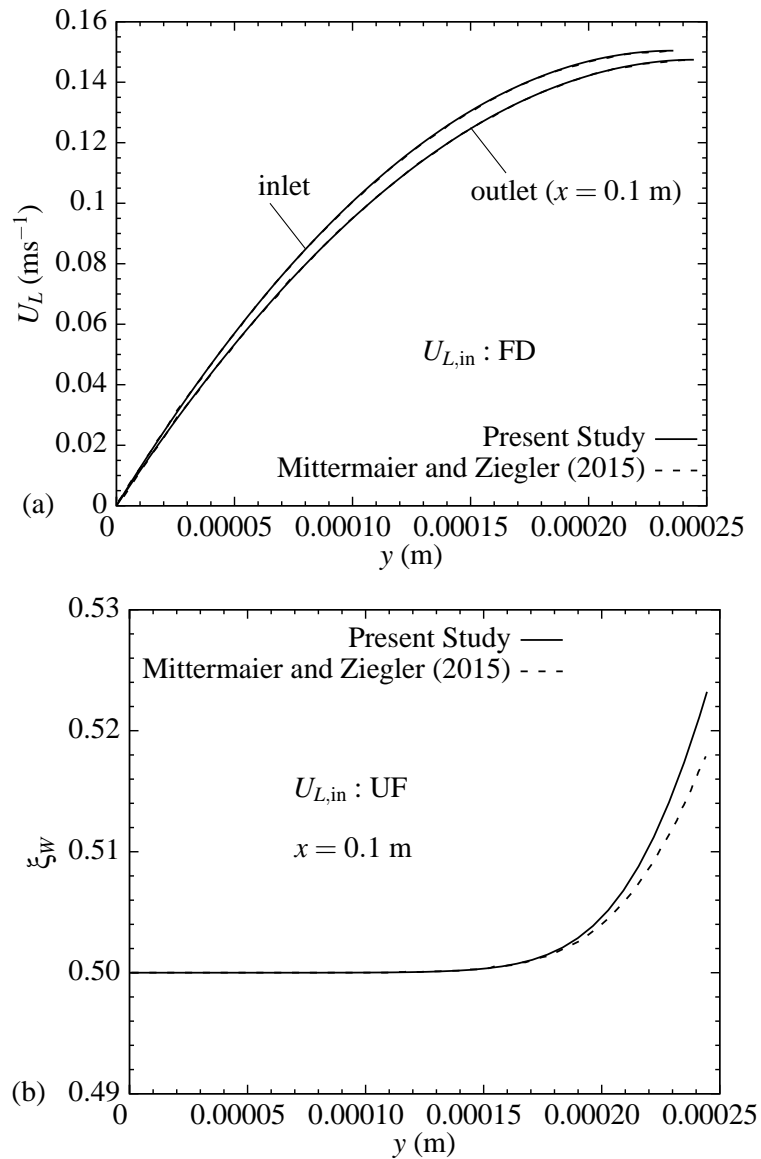 0.16
0.14
0.12
0.1
0.08
0.06
0.04
0.02
0
U_L (ms⁻¹)
inlet
outlet (x = 0.1 m)
U_{L,in} : FD
Present Study
Mittermaier and Ziegler (2015)
(a)
0 0.00005 0.00010 0.00015 0.00020 0.00025
y (m)
0.53
0.52
0.51
0.50
0.49
ξ_W
Present Study
Mittermaier and Ziegler (2015)
U_{L,in} : UF
x = 0.1 m
(b)
0 0.00005 0.00010 0.00015 0.00020 0.00025
y (m)